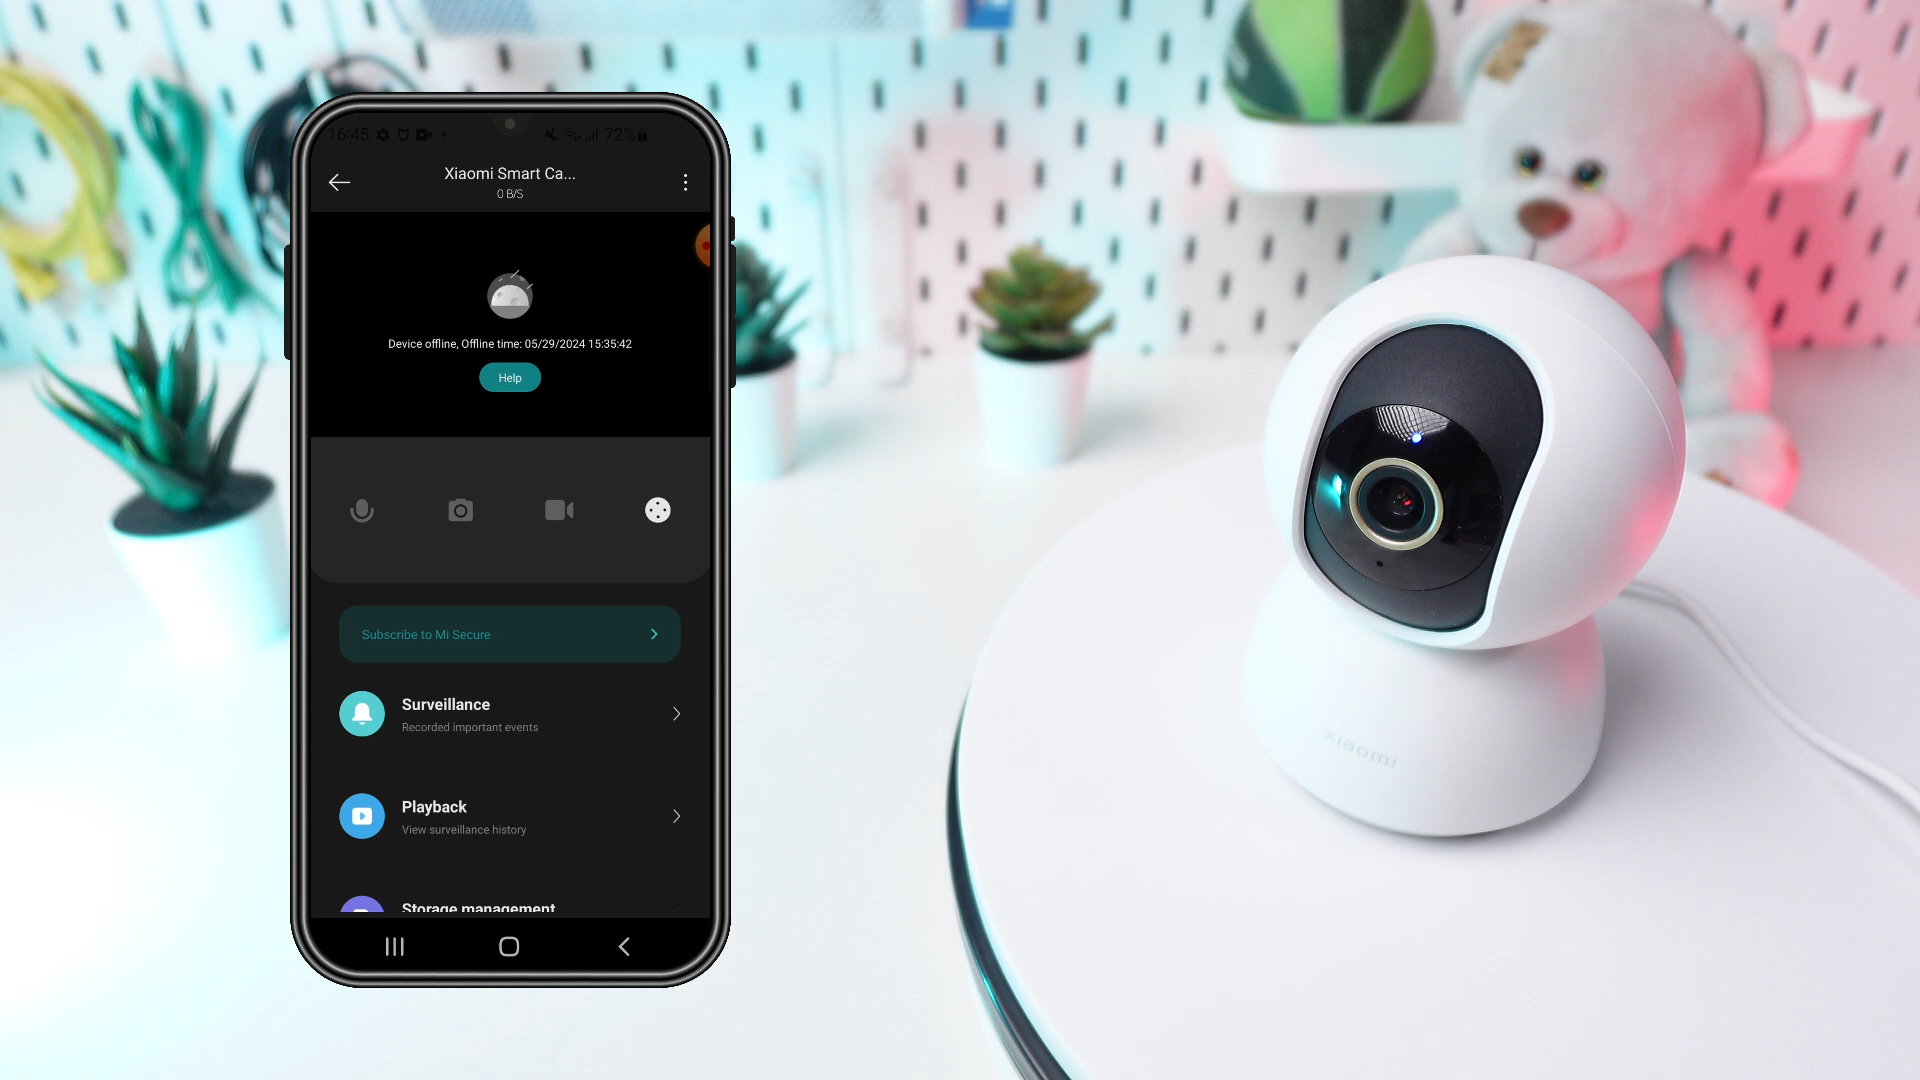 16:45 72%
Xiaomi Smart Ca...
0 B/S
Device offline, Offline time: 05/29/2024 15:35:42
Help
Subscribe to Mi Secure
Surveillance
Recorded important events
Playback
View surveillance history
Storage management
xiaomi